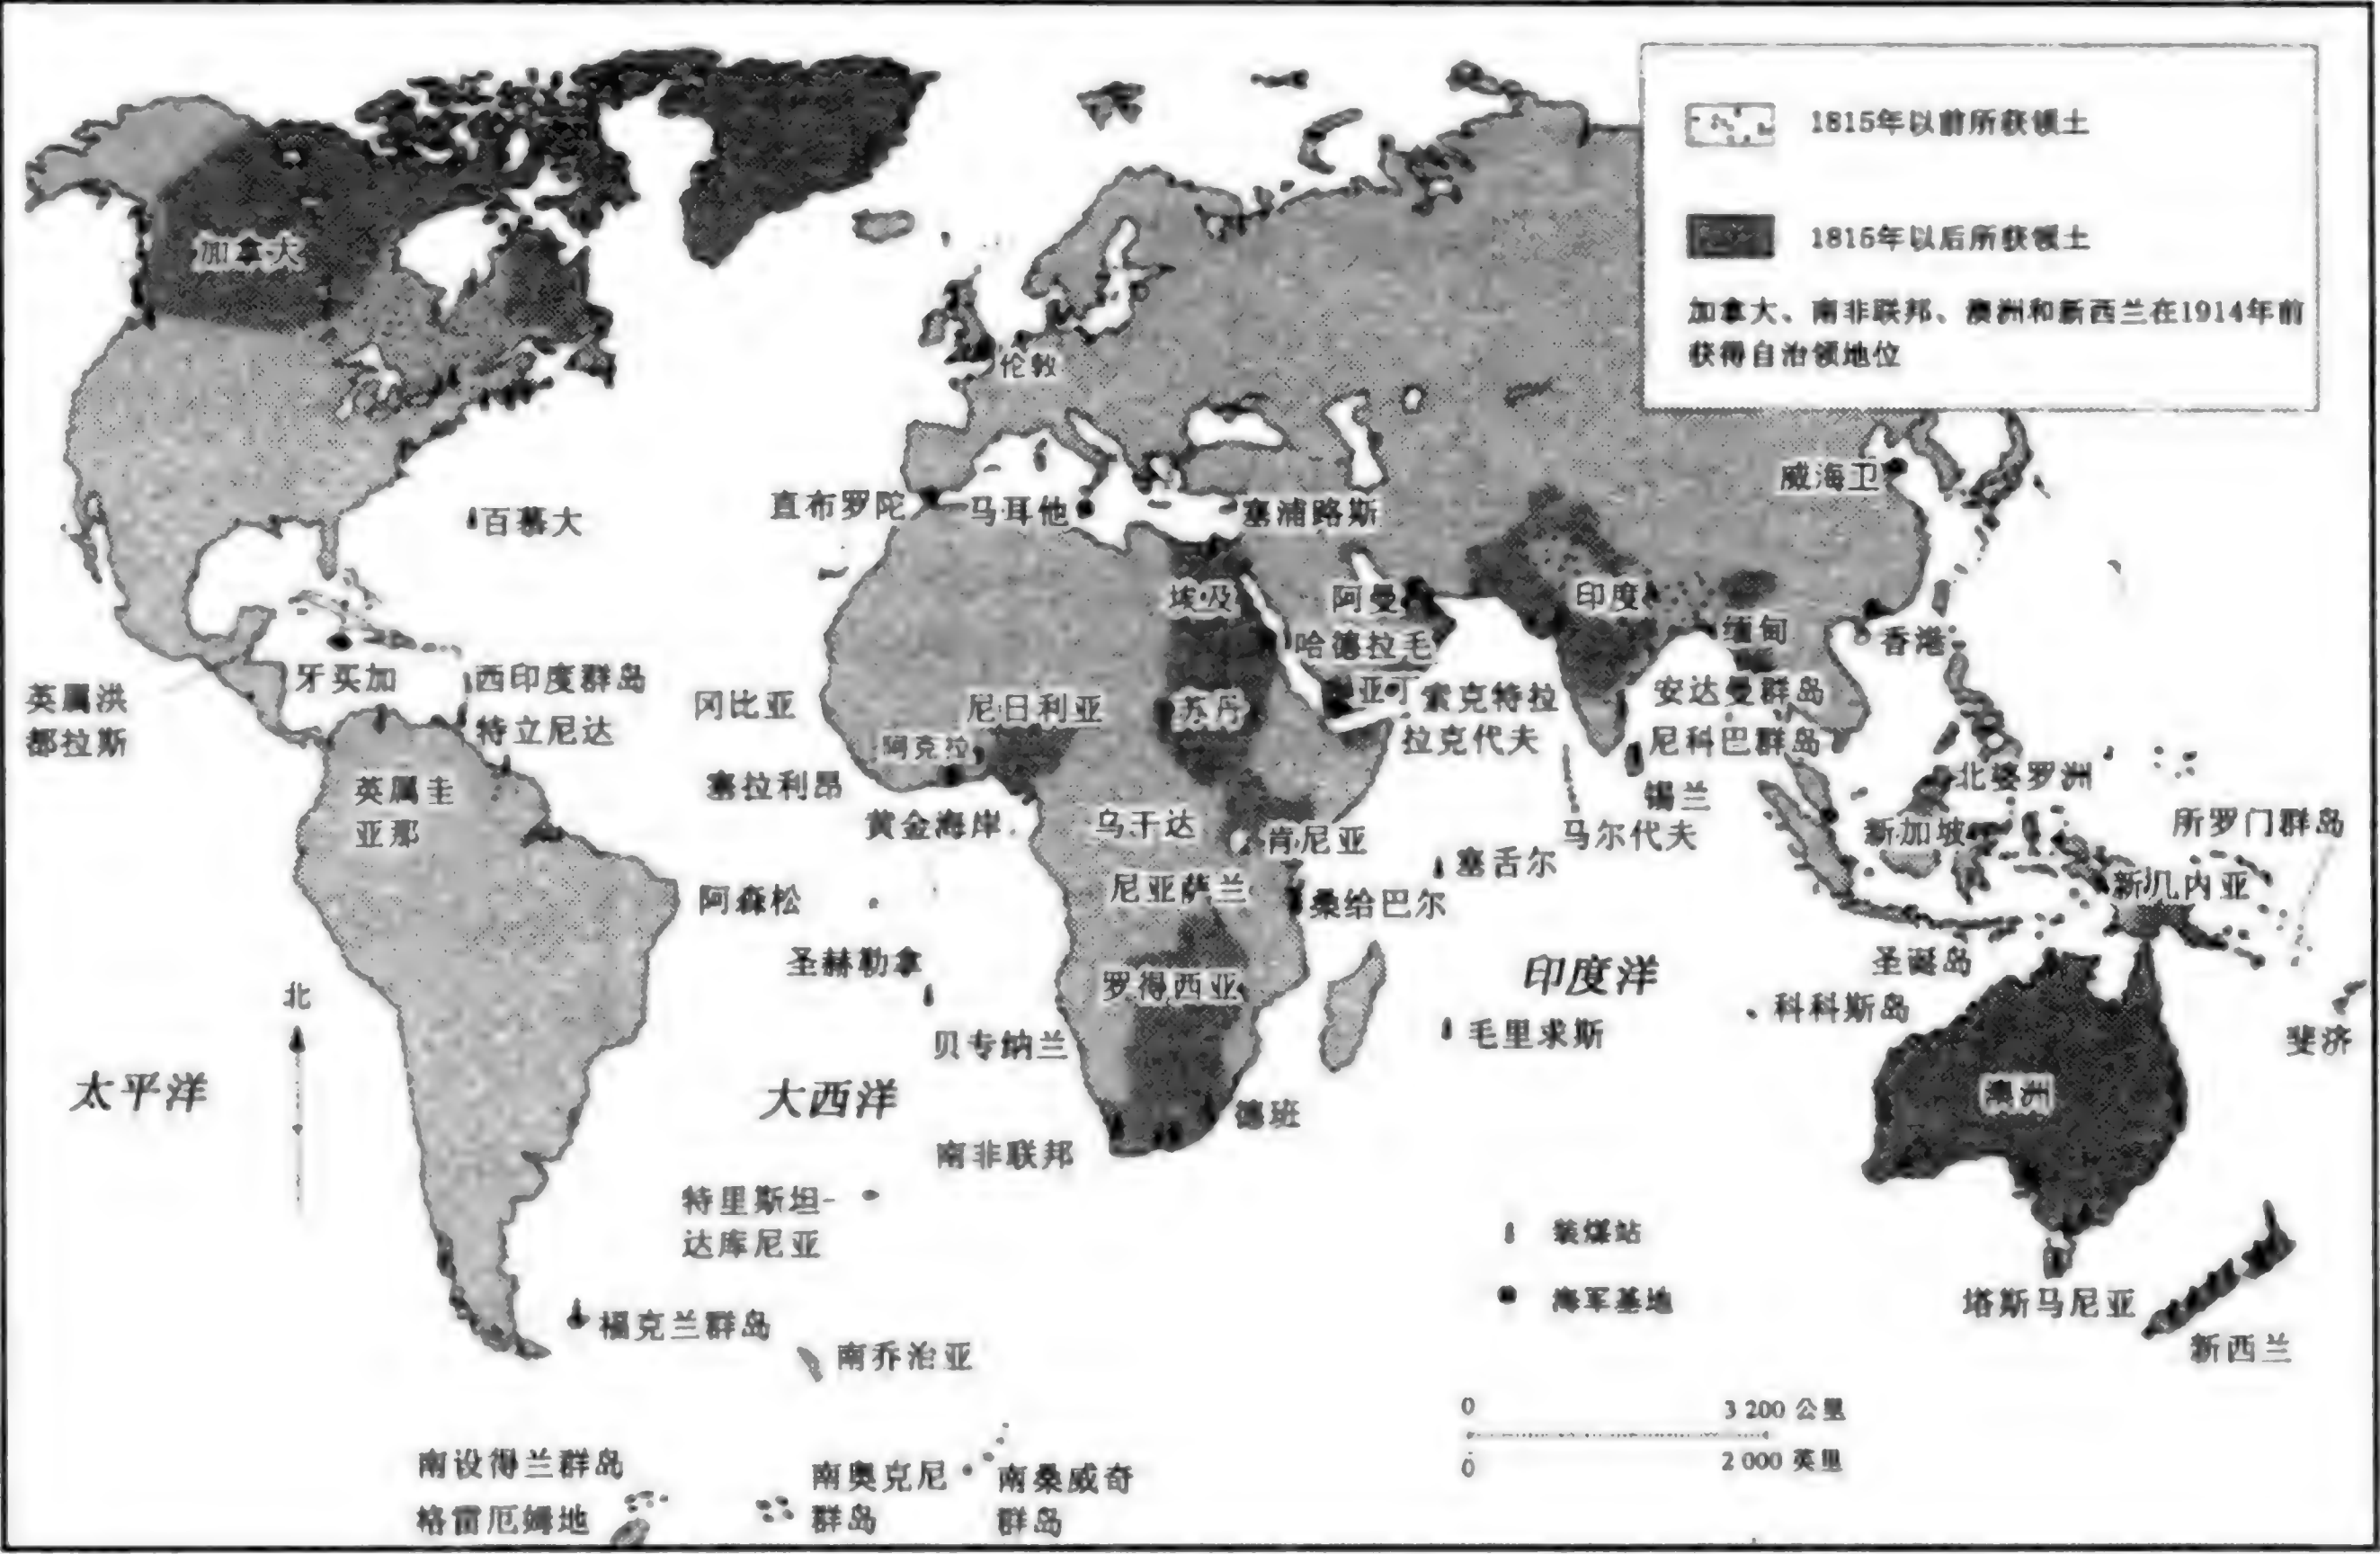 1815年以前所获领土
1815年以后所获领土
加拿大、南非联邦、澳洲和新西兰在1914年前
获得自治领地位
加拿大
伦敦
直布罗陀
马耳他
塞浦路斯
威海卫
百慕大
埃及
阿曼
印度
哈德拉毛
缅甸
香港
英属洪
都拉斯
牙买加
西印度群岛
特立尼达
冈比亚
尼日利亚
苏丹
亚丁
索克特拉
拉克代夫
安达曼群岛
尼科巴群岛
阿克拉
塞拉利昂
黄金海岸
英属圭
亚那
乌干达
肯尼亚
锡兰
马尔代夫
北婆罗洲
新加坡
所罗门群岛
塞舌尔
尼亚萨兰
桑给巴尔
新几内亚
阿森松
圣赫勒拿
罗得西亚
印度洋
圣诞岛
科科斯岛
毛里求斯
斐济
北
贝专纳兰
太平洋
大西洋
德班
澳洲
南非联邦
特里斯坦-
达库尼亚
装煤站
海军基地
塔斯马尼亚
新西兰
福克兰群岛
南乔治亚
0 3 200 公里
0 2 000 英里
南设得兰群岛
格雷厄姆地
南奥克尼
群岛
南桑威奇
群岛